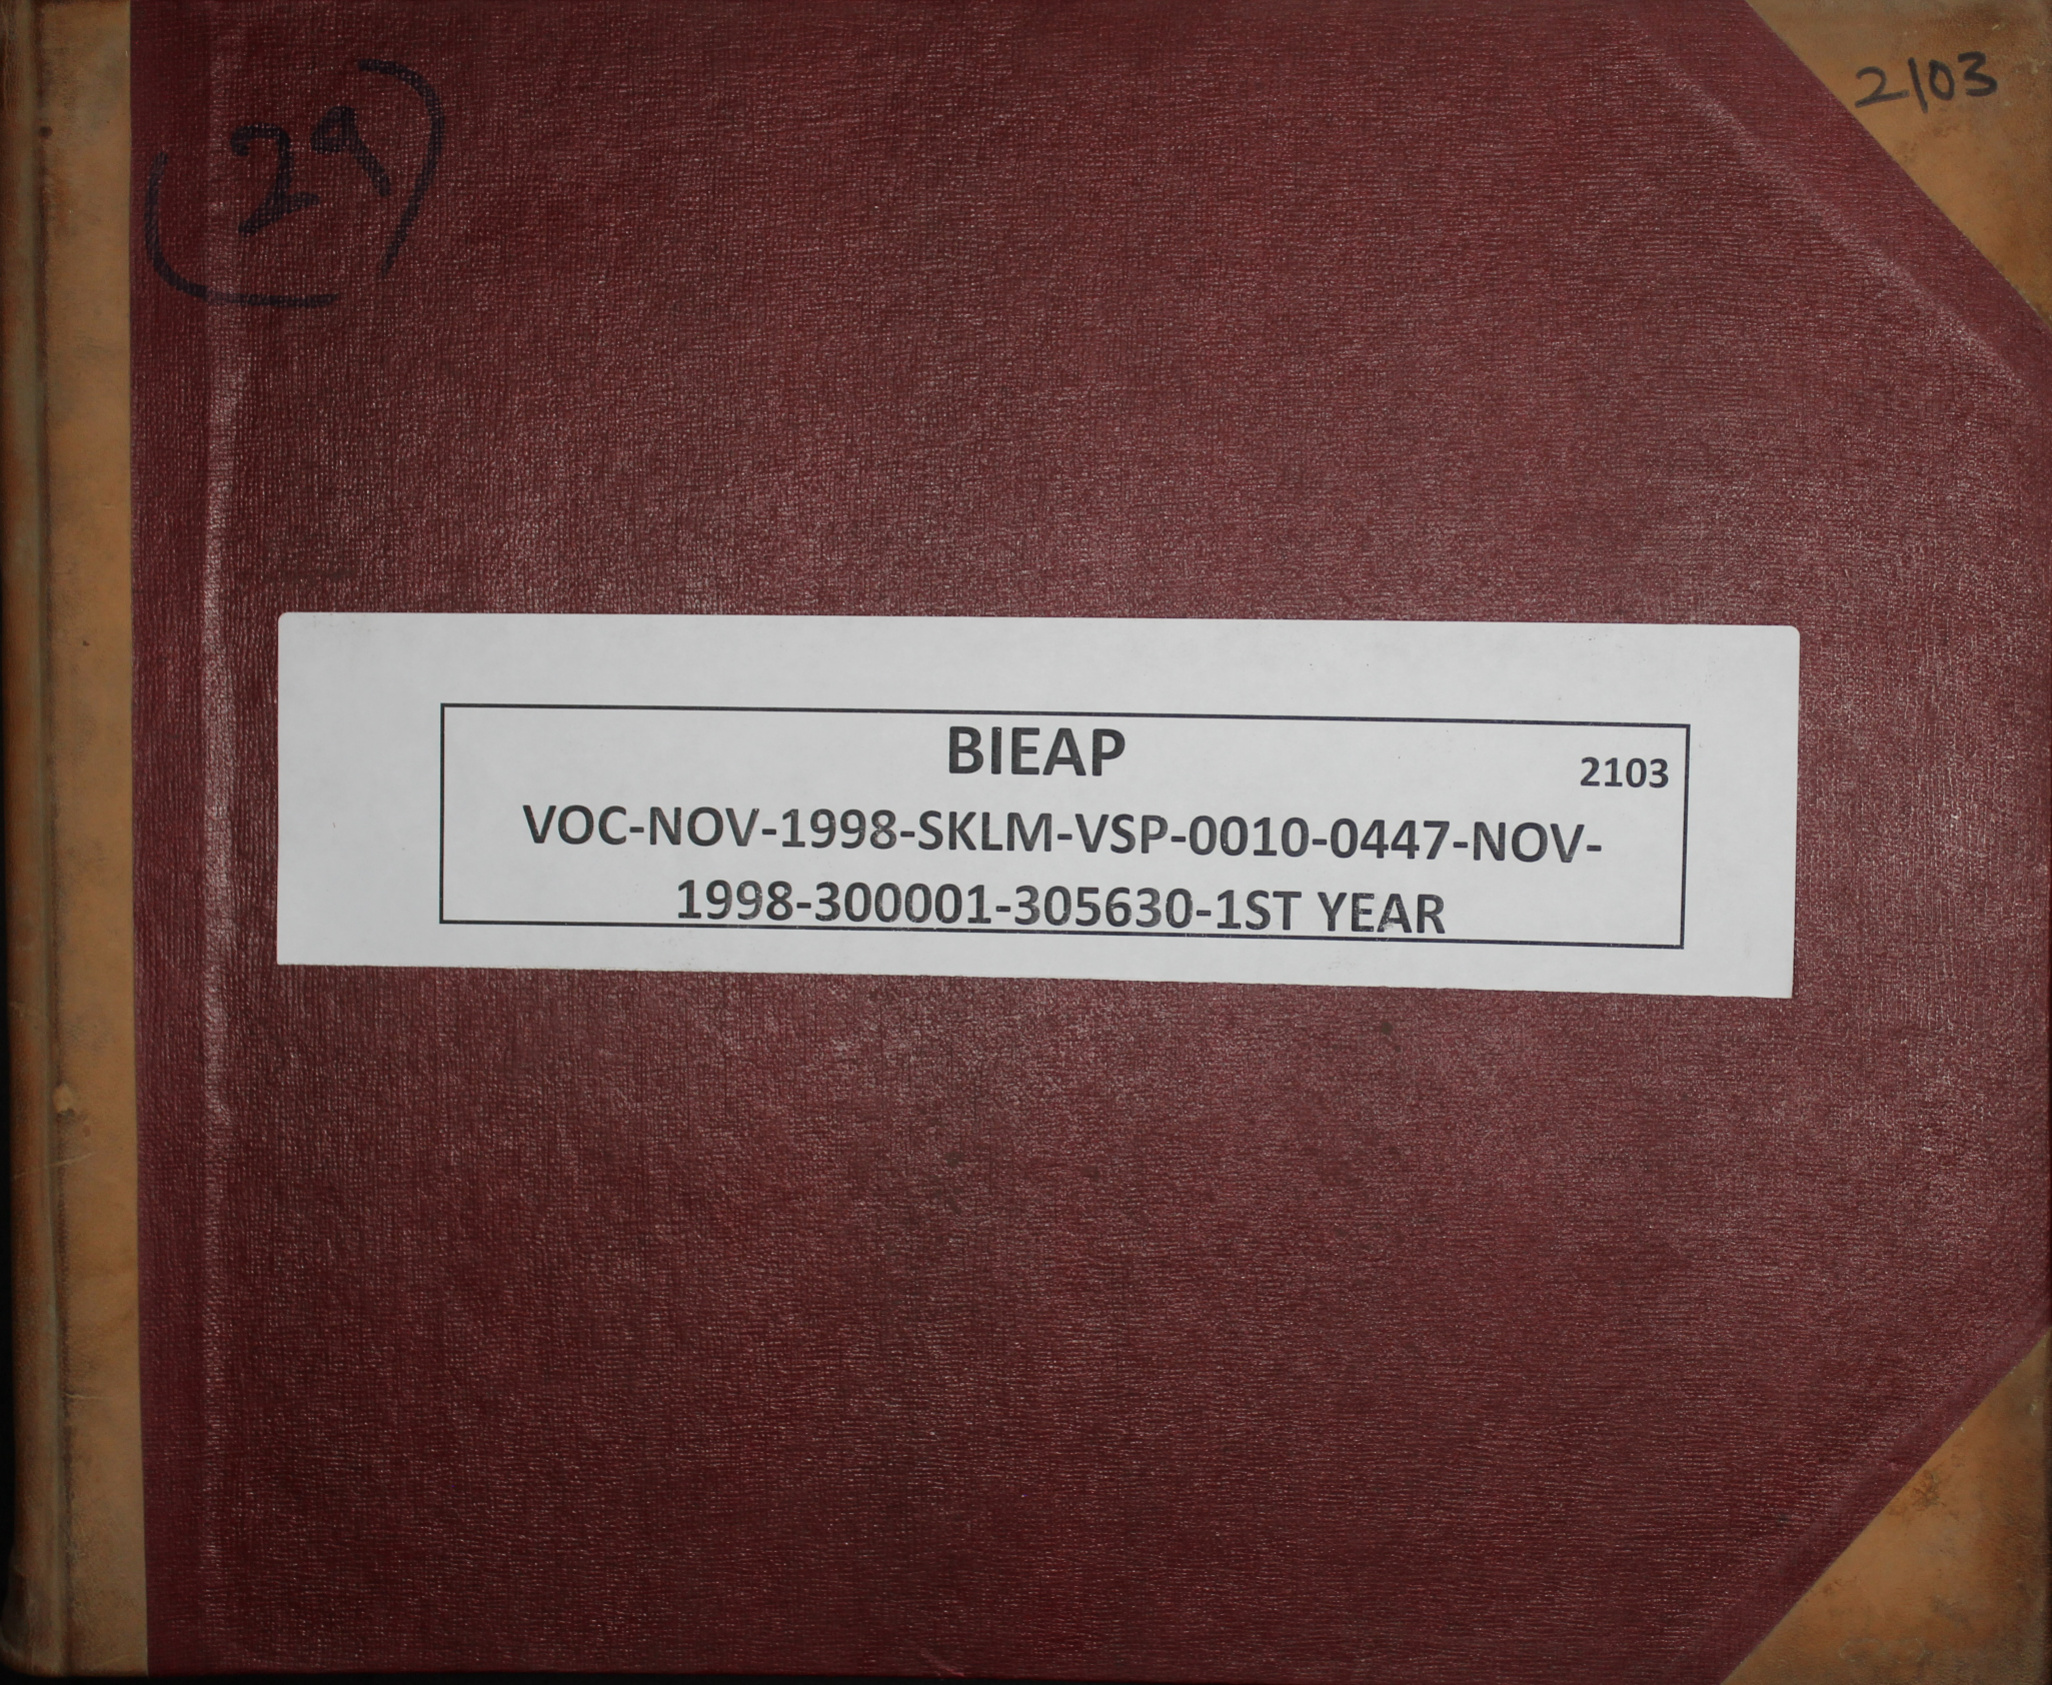 2103
(29)
BIEAP
2103
VOC-NOV-1998-SKLM-VSP-0010-0447-NOV-
1998-300001-305630-1ST YEAR